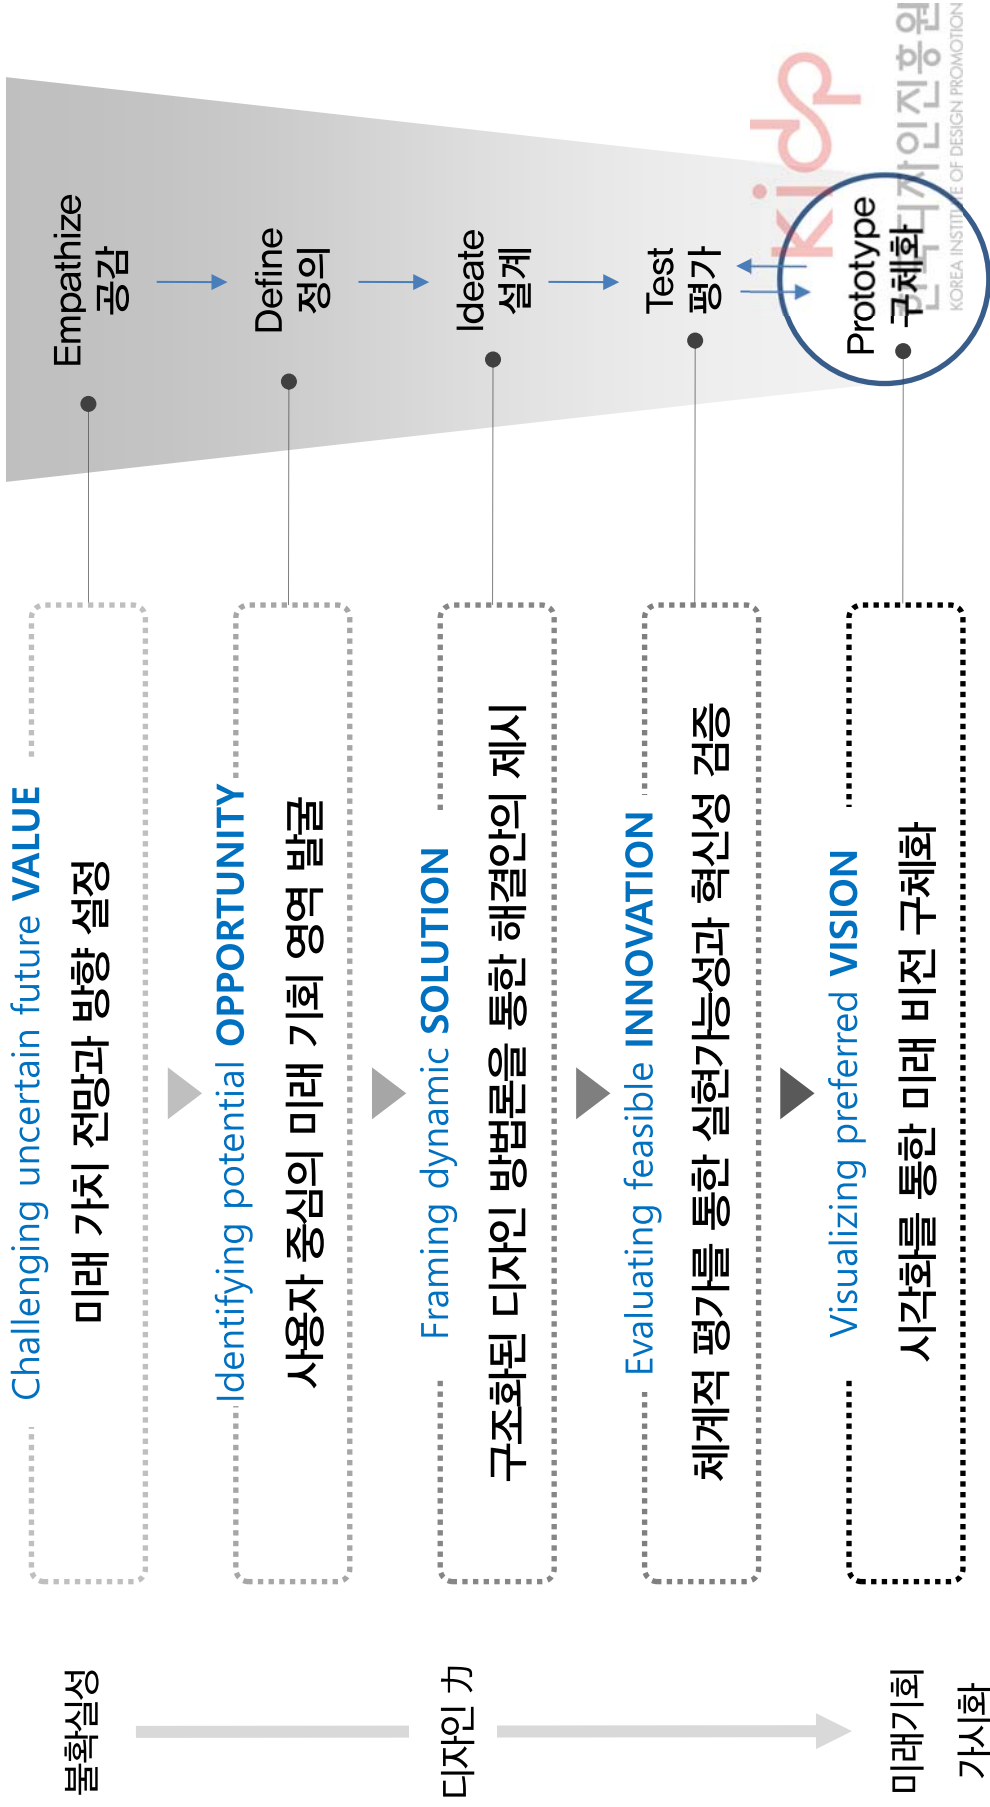 불확실성
디자인 力
미래기회
가시화
Challenging uncertain future VALUE
미래 가치 전망과 방향 설정
Identifying potential OPPORTUNITY
사용자 중심의 미래 기회 영역 발굴
Framing dynamic SOLUTION
구조화된 디자인 방법론을 통한 해결안의 제시
Evaluating feasible INNOVATION
체계적 평가를 통한 실현가능성과 혁신성 검증
Visualizing preferred VISION
시각화를 통한 미래 비전 구체화
Empathize
공감
Define
정의
Ideate
설계
Test
평가
Prototype
구체화
kidp
한국디자인진흥원
KOREA INSTITUTE OF DESIGN PROMOTION